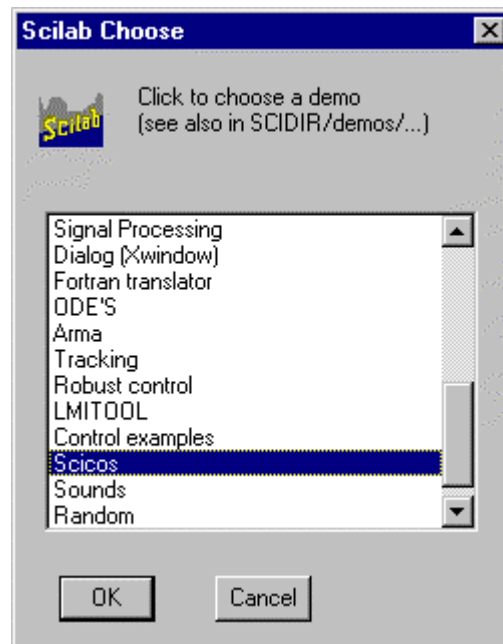 Scilab Choose
Scilab
Click to choose a demo
(see also in SCIDIR/demos/...)
Signal Processing
Dialog (Xwindow)
Fortran translator
ODE'S
Arma
Tracking
Robust control
LMITOOL
Control examples
Scicos
Sounds
Random
OK
Cancel